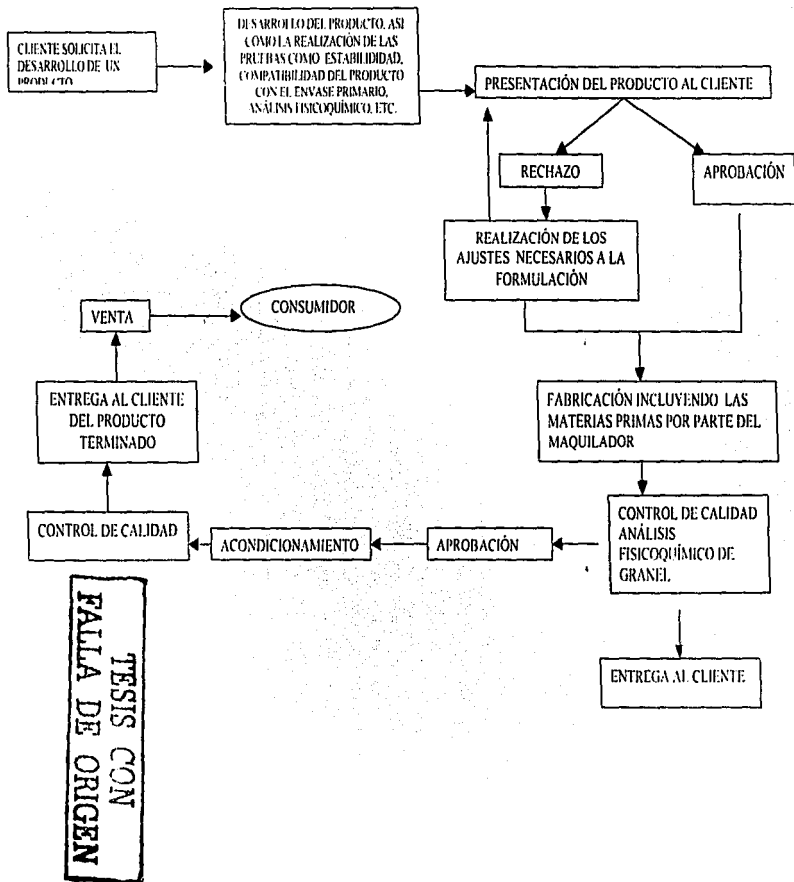 CLIENTE SOLICITA EL
DESARROLLO DE UN
PRODUCTO
DESARROLLO DEL PRODUCTO, ASI
COMO LA REALIZACIÓN DE LAS
PRUEBAS COMO ESTABILIDIDAD,
COMPATIBILIDAD DEL PRODUCTO
CON EL ENVASE PRIMARIO,
ANÁLISIS FISICOQUÍMICO, ETC.
PRESENTACIÓN DEL PRODUCTO AL CLIENTE
RECHAZO
APROBACIÓN
REALIZACIÓN DE LOS
AJUSTES NECESARIOS A LA
FORMULACIÓN
VENTA
CONSUMIDOR
ENTREGA AL CLIENTE
DEL PRODUCTO
TERMINADO
FABRICACIÓN INCLUYENDO LAS
MATERIAS PRIMAS POR PARTE DEL
MAQUILADOR
CONTROL DE CALIDAD
ACONDICIONAMIENTO
APROBACIÓN
CONTROL DE CALIDAD
ANÁLISIS
FISICOQUÍMICO DE
GRANEL
ENTREGA AL CLIENTE
TESIS CON
FALLA DE ORIGEN